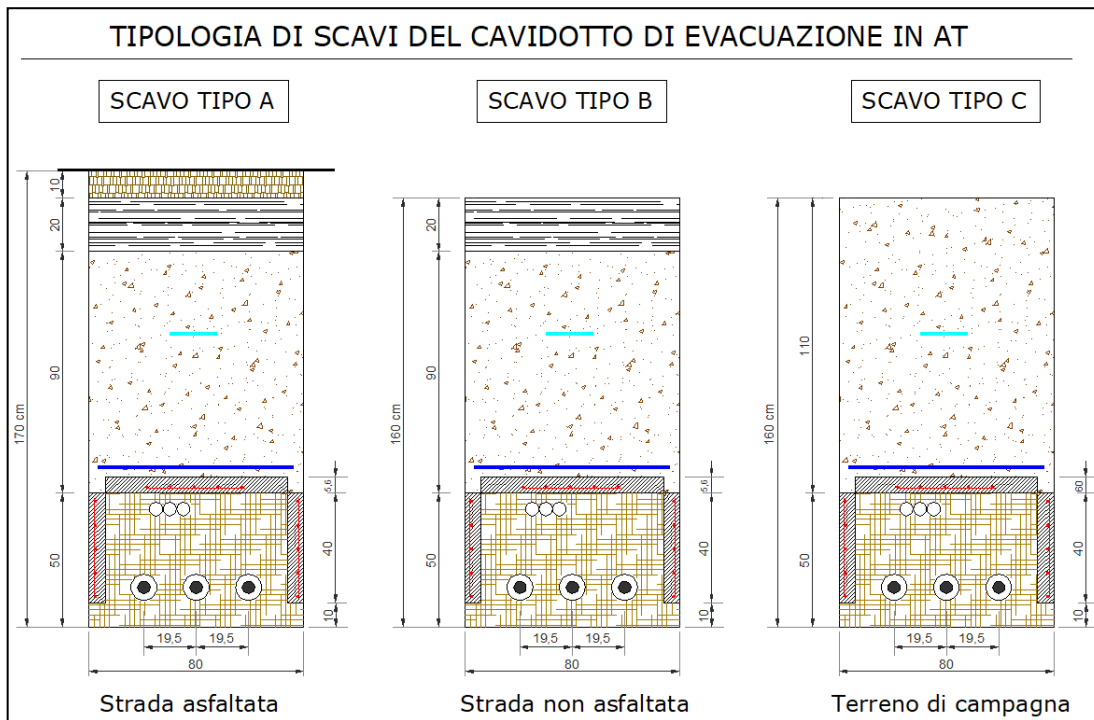 TIPOLOGIA DI SCAVI DEL CAVIDOTTO DI EVACUAZIONE IN AT
SCAVO TIPO A
SCAVO TIPO B
SCAVO TIPO C
10
20
90
170 cm
50
5,6
40
10
19,5
19,5
80
20
90
160 cm
50
5,6
40
10
19,5
19,5
80
110
160 cm
50
60
40
10
19,5
19,5
80
Strada asfaltata
Strada non asfaltata
Terreno di campagna